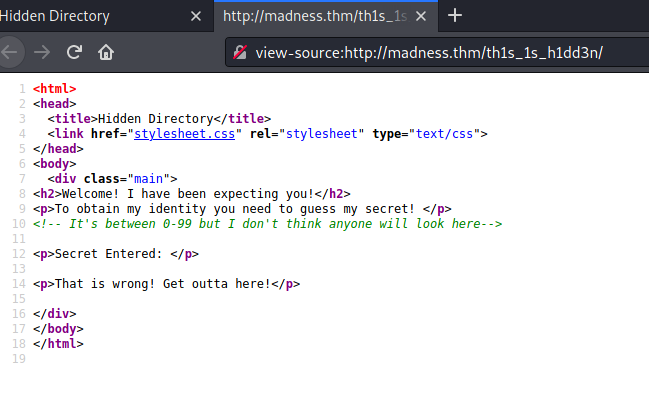 Hidden Directory
http://madness.thm/th1s_1s
view-source:http://madness.thm/th1s_1s_h1dd3n/
1 <html>
2 <head>
3 <title>Hidden Directory</title>
4 <link href="stylesheet.css" rel="stylesheet" type="text/css">
5 </head>
6 <body>
7 <div class="main">
8 <h2>Welcome! I have been expecting you!</h2>
9 <p>To obtain my identity you need to guess my secret! </p>
10 <!-- It's between 0-99 but I don't think anyone will look here-->
11
12 <p>Secret Entered: </p>
13
14 <p>That is wrong! Get outta here!</p>
15
16 </div>
17 </body>
18 </html>
19